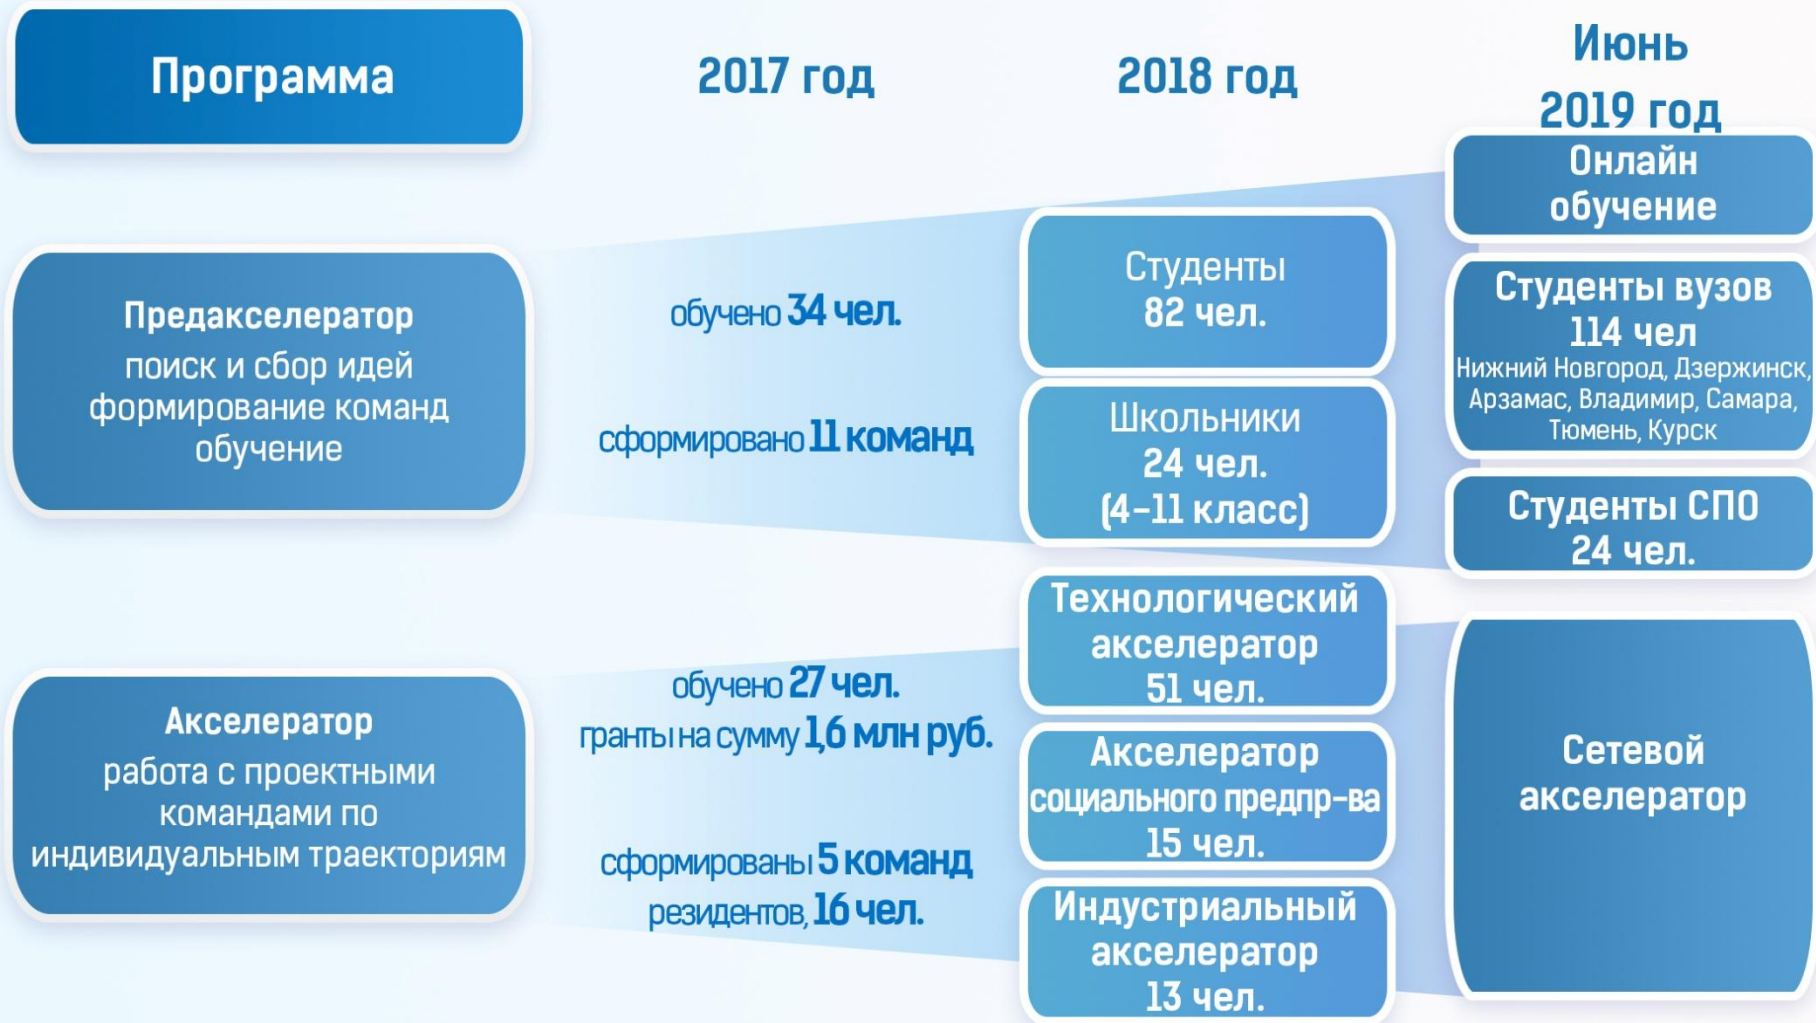 Программа
2017 год
2018 год
Июнь
2019 год
Предакселератор
поиск и сбор идей
формирование команд
обучение
обучено 34 чел.
сформировано 11 команд
Студенты
82 чел.
Школьники
24 чел.
(4-11 класс)
Онлайн
обучение
Студенты вузов
114 чел
Нижний Новгород, Дзержинск,
Арзамас, Владимир, Самара,
Тюмень, Курск
Студенты СПО
24 чел.
Акселератор
работа с проектными
командами по
индивидуальным траекториям
обучено 27 чел.
гранты на сумму 1,6 млн руб.
сформированы 5 команд
резидентов, 16 чел.
Технологический
акселератор
51 чел.
Акселератор
социального предпр-ва
15 чел.
Индустриальный
акселератор
13 чел.
Сетевой
акселератор